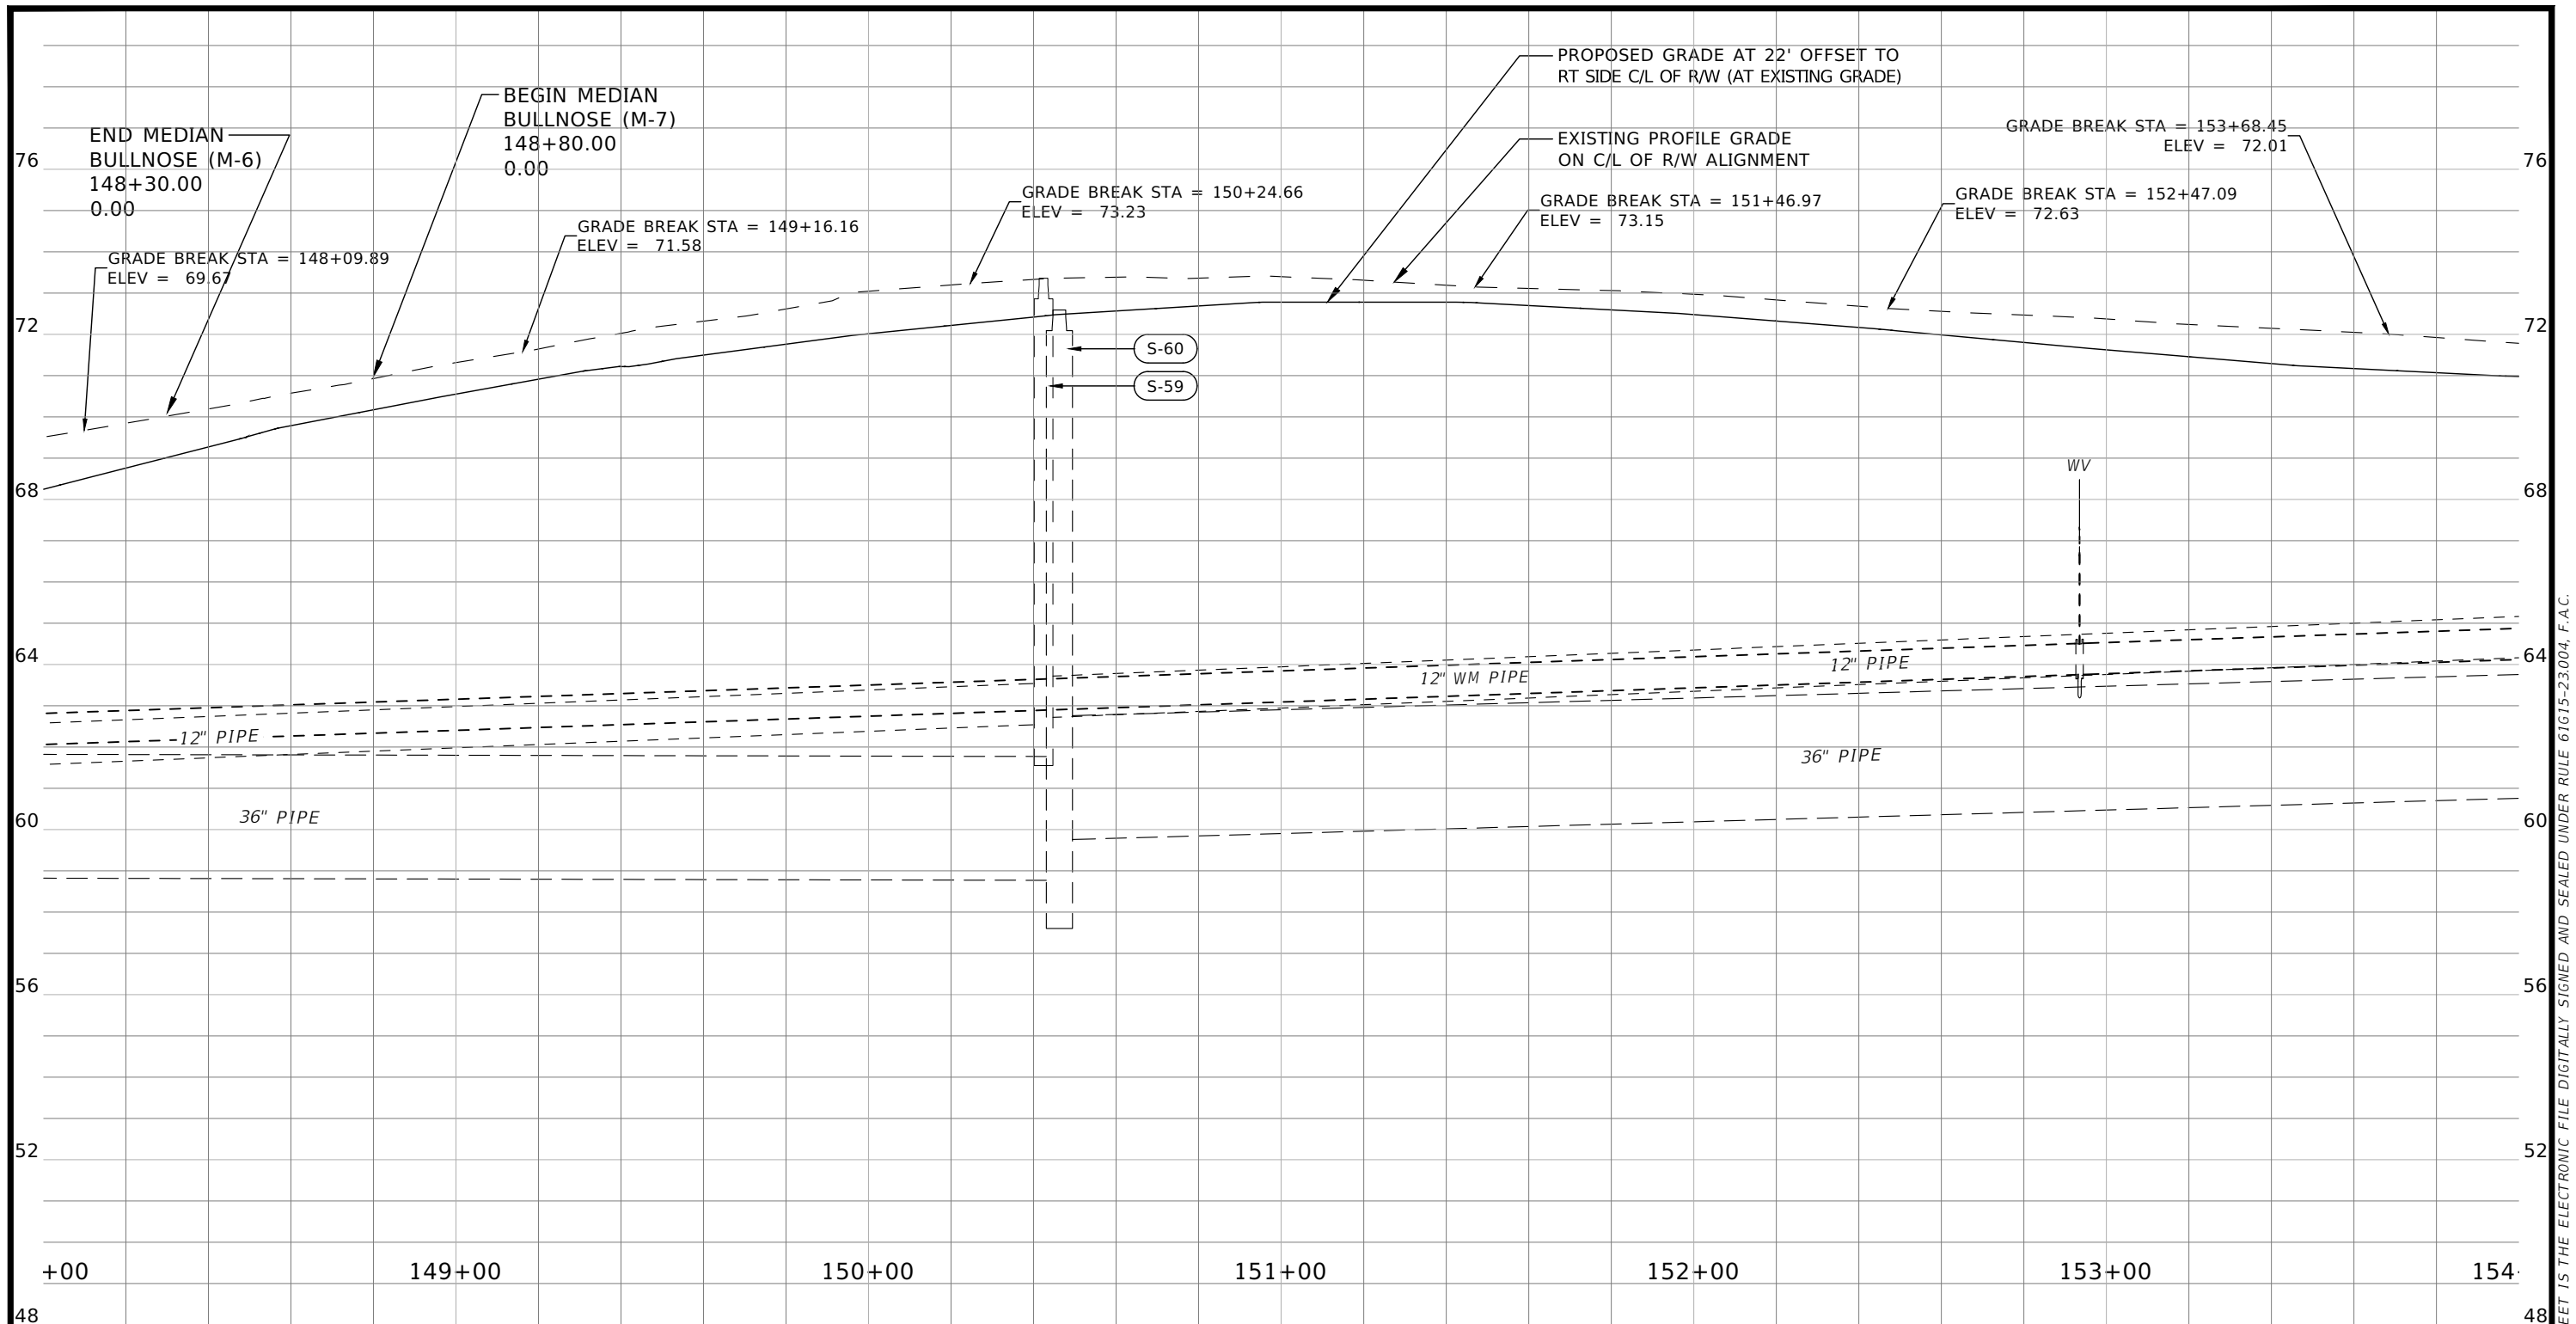 PROPOSED GRADE AT 22' OFFSET TO
RT SIDE C/L OF R/W (AT EXISTING GRADE)
BEGIN MEDIAN
BULLNOSE (M-7)
148+80.00
0.00
END MEDIAN
BULLNOSE (M-6)
148+30.00
0.00
EXISTING PROFILE GRADE
ON C/L OF R/W ALIGNMENT
GRADE BREAK STA = 153+68.45
ELEV = 72.01
76
76
GRADE BREAK STA = 150+24.66
ELEV = 73.23
GRADE BREAK STA = 151+46.97
ELEV = 73.15
GRADE BREAK STA = 152+47.09
ELEV = 72.63
GRADE BREAK STA = 149+16.16
ELEV = 71.58
GRADE BREAK STA = 148+09.89
ELEV = 69.67
72
72
S-60
S-59
WV
68
68
64
12" PIPE
64
12" WM PIPE
12" PIPE
36" PIPE
36" PIPE
60
60
56
56
52
52
+00
149+00
150+00
151+00
152+00
153+00
154
48
48
EET IS THE ELECTRONIC FILE DIGITALLY SIGNED AND SEALED UNDER RULE 61G15-23.004, F.A.C.